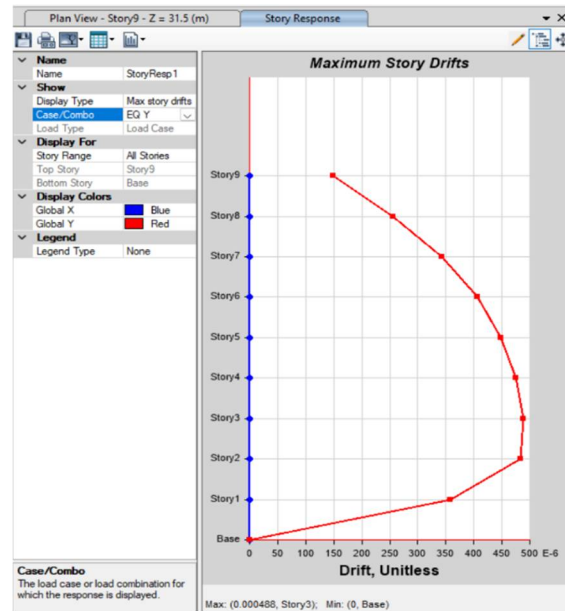 Plan View - Story9 - Z = 31.5 (m)
Story Response
Name
Name StoryResp1
Show
Display Type Max story drifts
Case/Combo EQ Y
Load Type Load Case
Display For
Story Range All Stories
Top Story Story9
Bottom Story Base
Display Colors
Global X Blue
Global Y Red
Legend
Legend Type None
Case/Combo
The load case or load combination for
which the response is displayed.
Maximum Story Drifts
Story9
Story8
Story7
Story6
Story5
Story4
Story3
Story2
Story1
Base
0 50 100 150 200 250 300 350 400 450 500 E-6
Drift, Unitless
Max: (0.000488, Story3); Min: (0, Base)